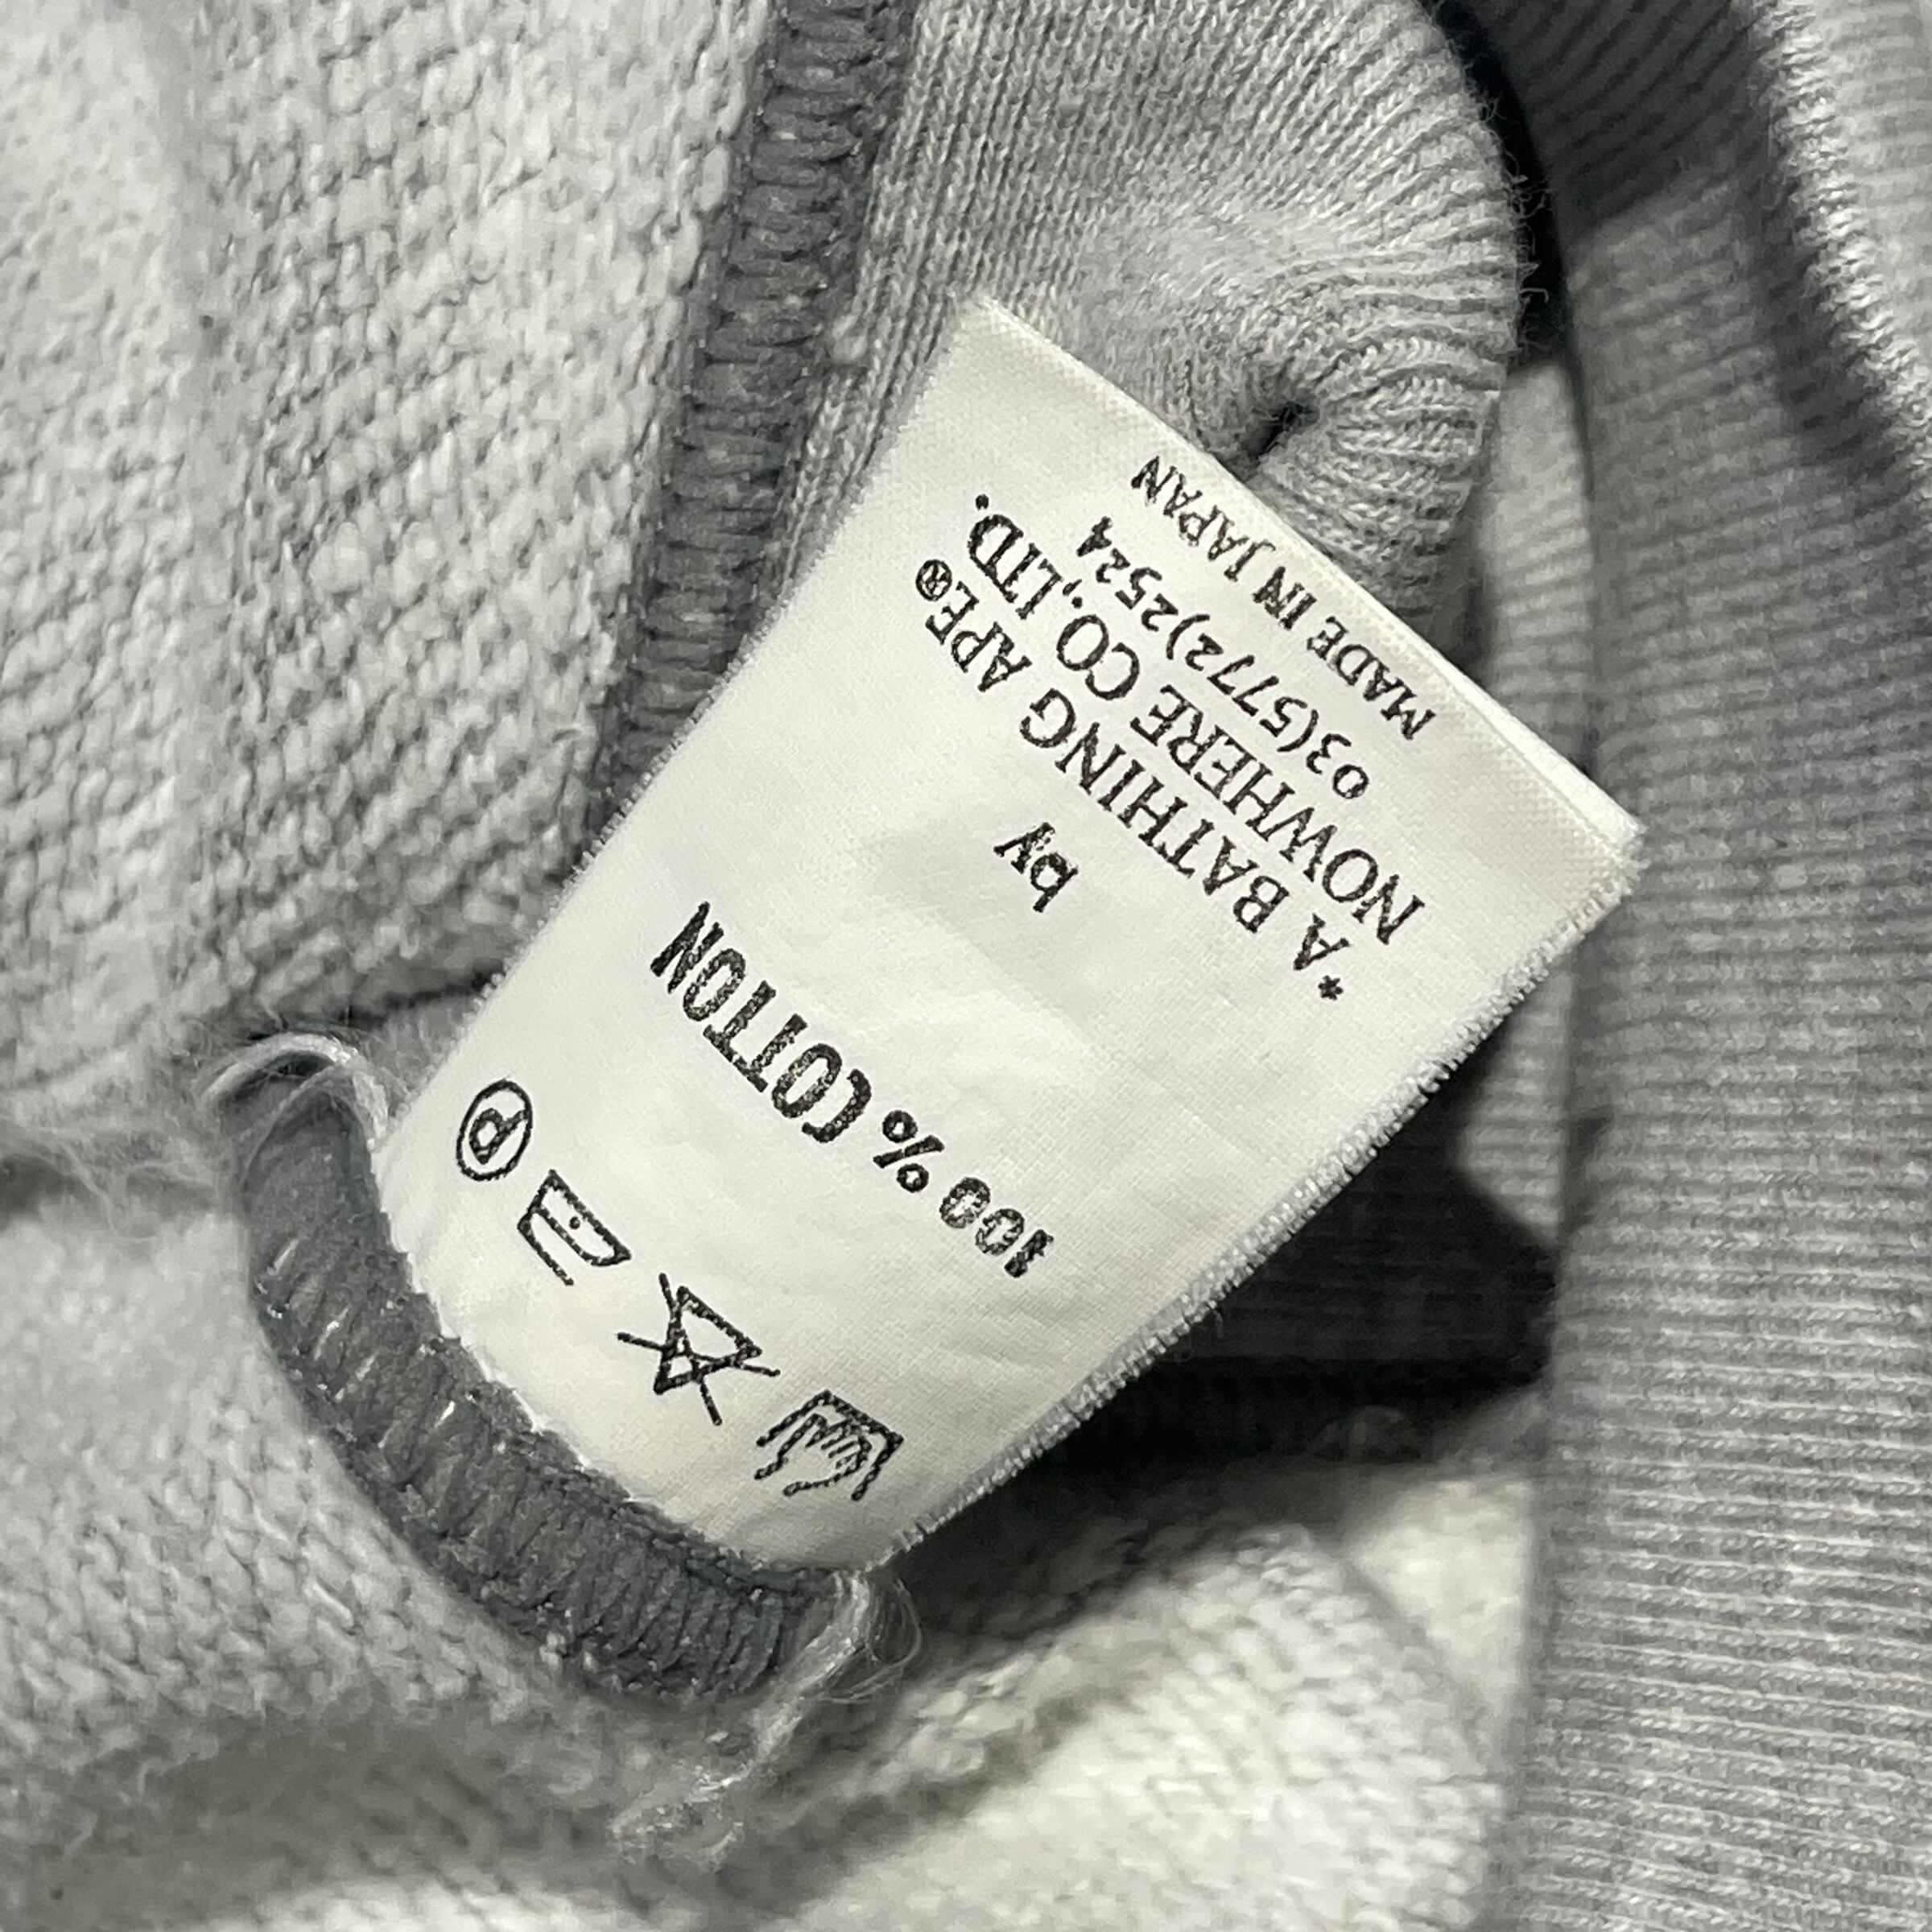 100 % COTTON
by
*A BATHING APE®
NOWHERE CO.,LTD.
03(5772)2524
MADE IN JAPAN